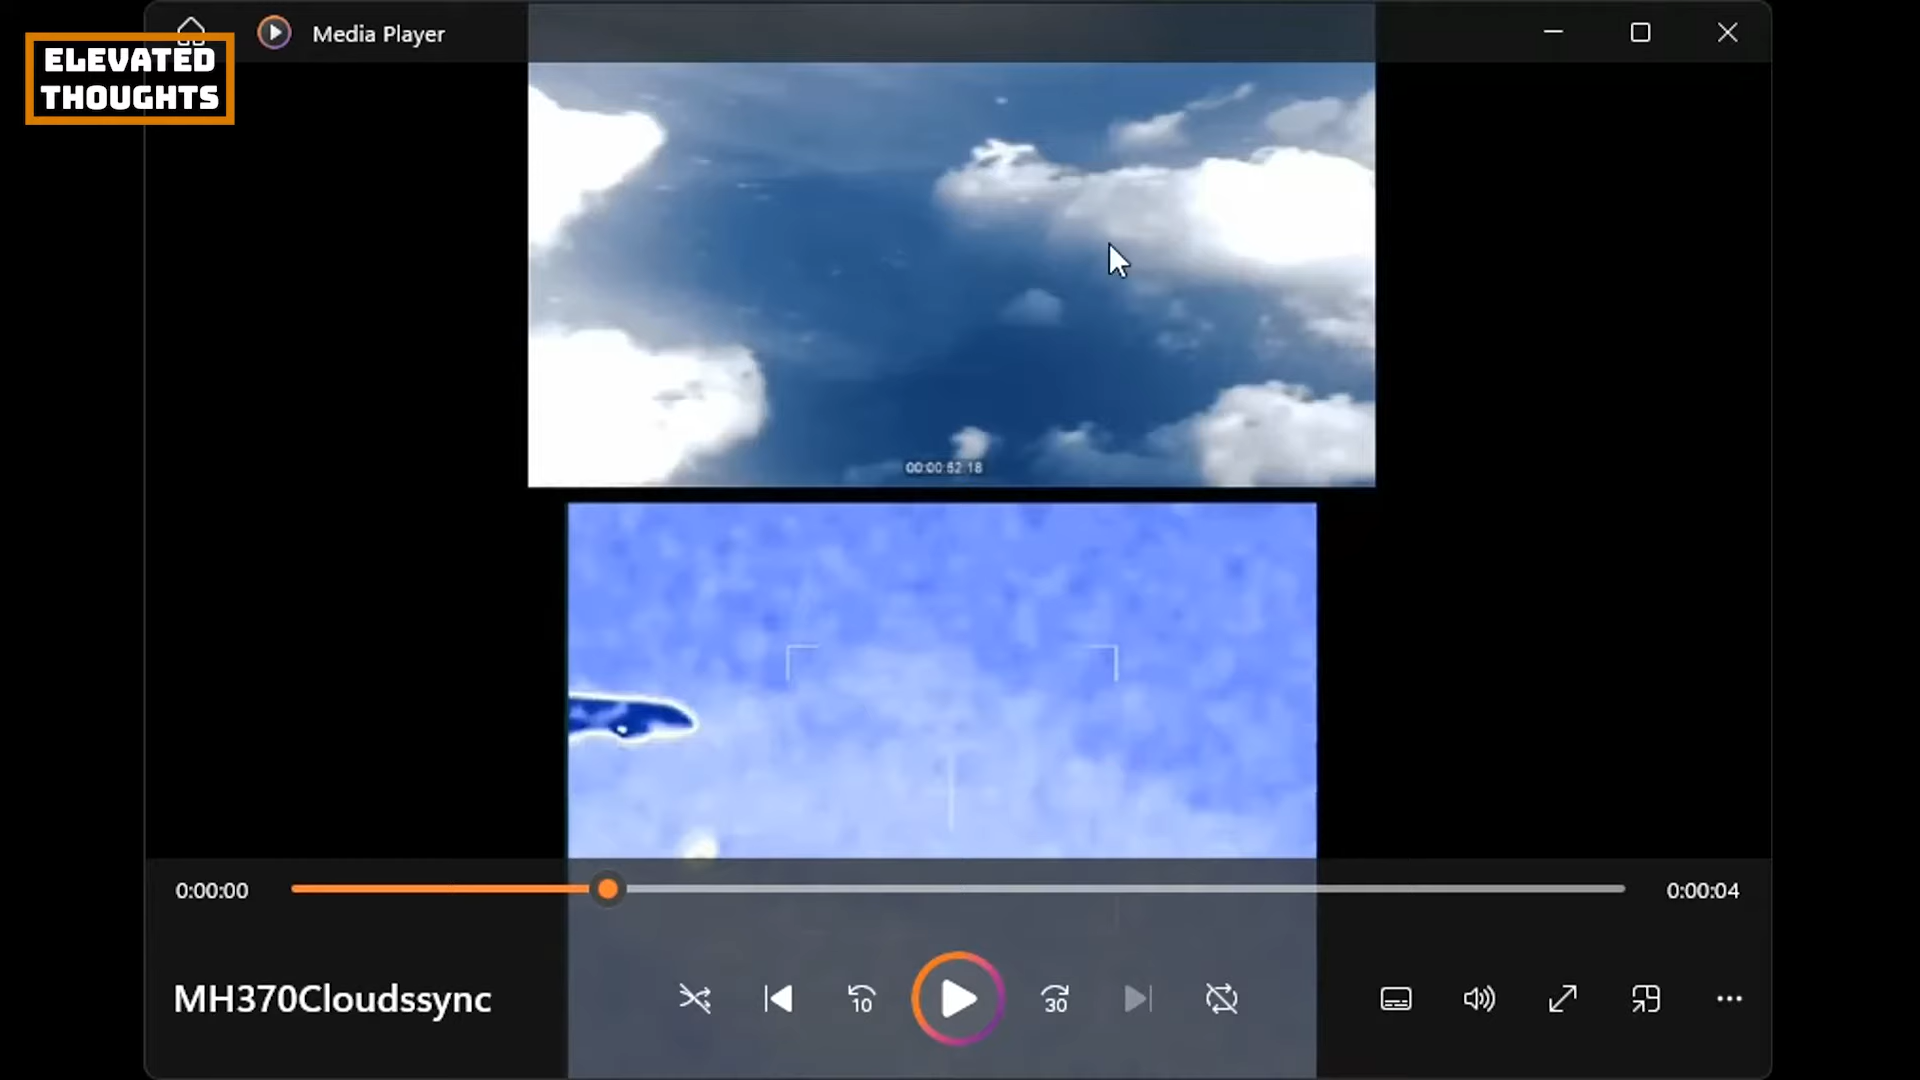 Media Player
ELEVATED
THOUGHTS
00:00:52:18
0:00:00
0:00:04
MH370Cloudssync
10
30